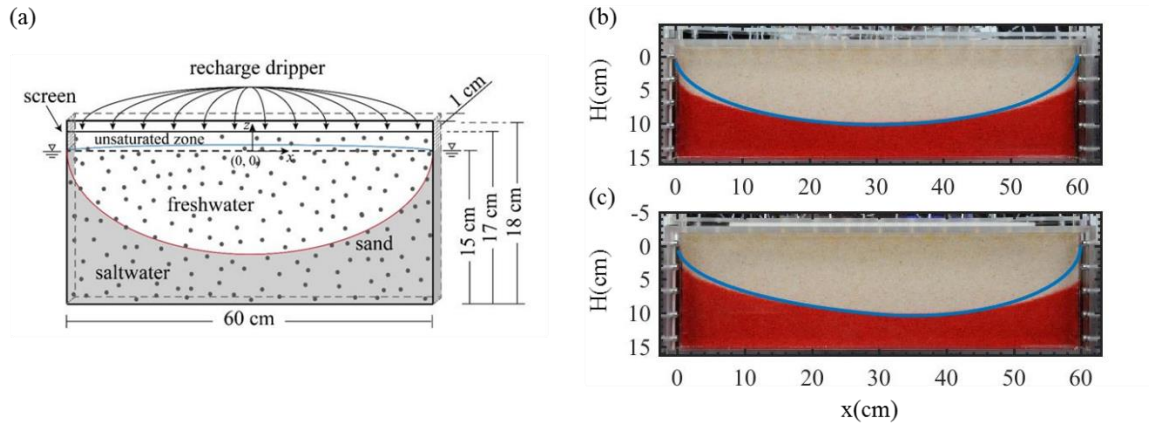 (a)
recharge dripper
screen
1 cm
unsaturated zone
z
x
(0, 0)
freshwater
sand
saltwater
15 cm
17 cm
18 cm
60 cm
(b)
H(cm)
0
5
10
15
0 10 20 30 40 50 60
(c)
H(cm)
-5
0
5
10
15
0 10 20 30 40 50 60
x(cm)